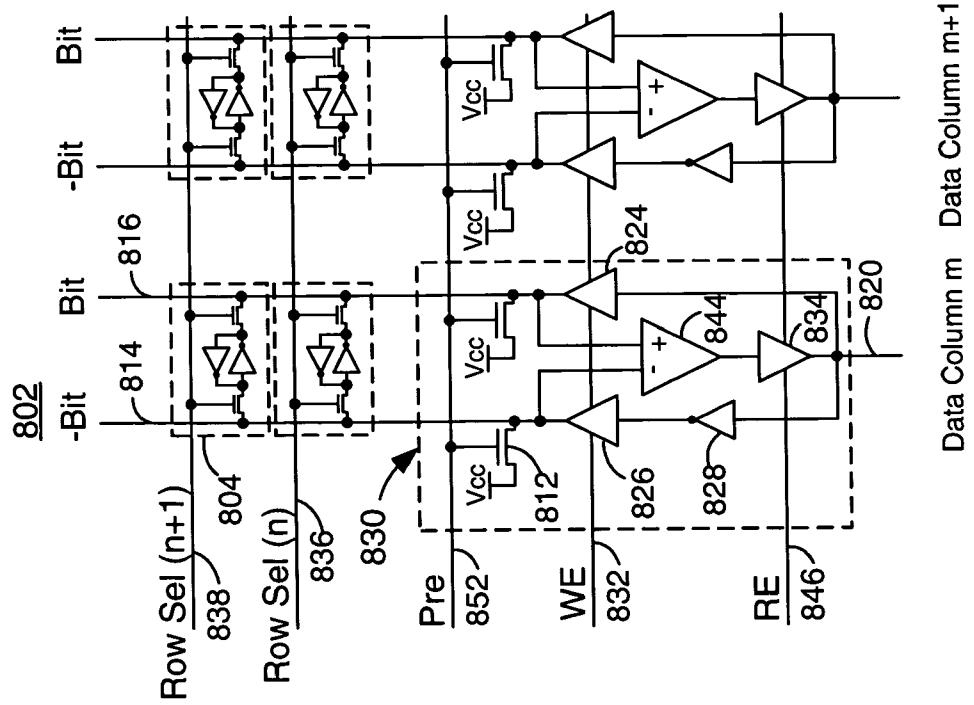 802
-Bit
Bit
-Bit
Bit
814
816
Row Sel (n+1)
838
804
Row Sel (n)
836
830
Pre
852
Vcc
Vcc
Vcc
Vcc
812
WE
832
826
824
+
-
844
+
-
828
834
RE
846
820
Data Column m
Data Column m+1